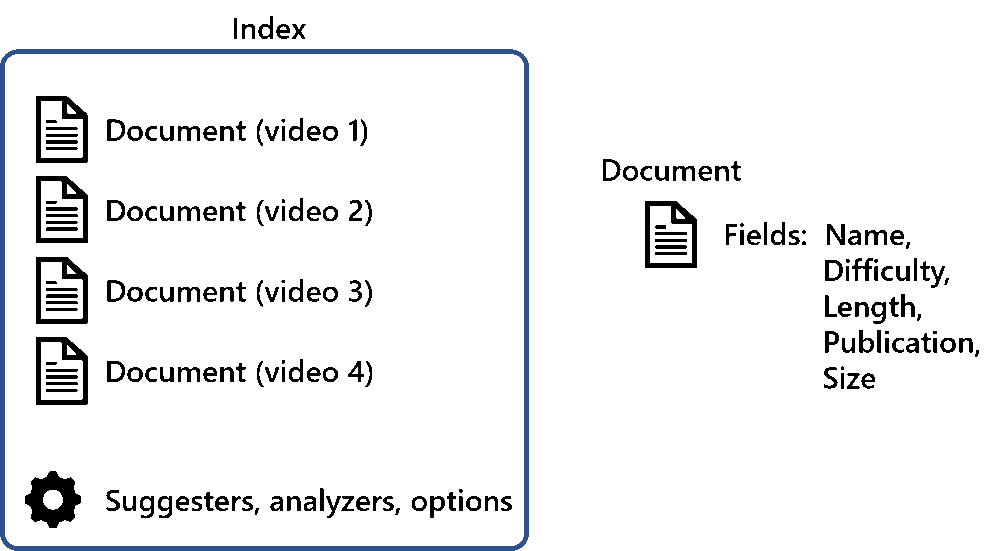 Index
Document (video 1)
Document (video 2)
Document (video 3)
Document (video 4)
Suggesters, analyzers, options
Document
Fields: Name,
Difficulty,
Length,
Publication,
Size